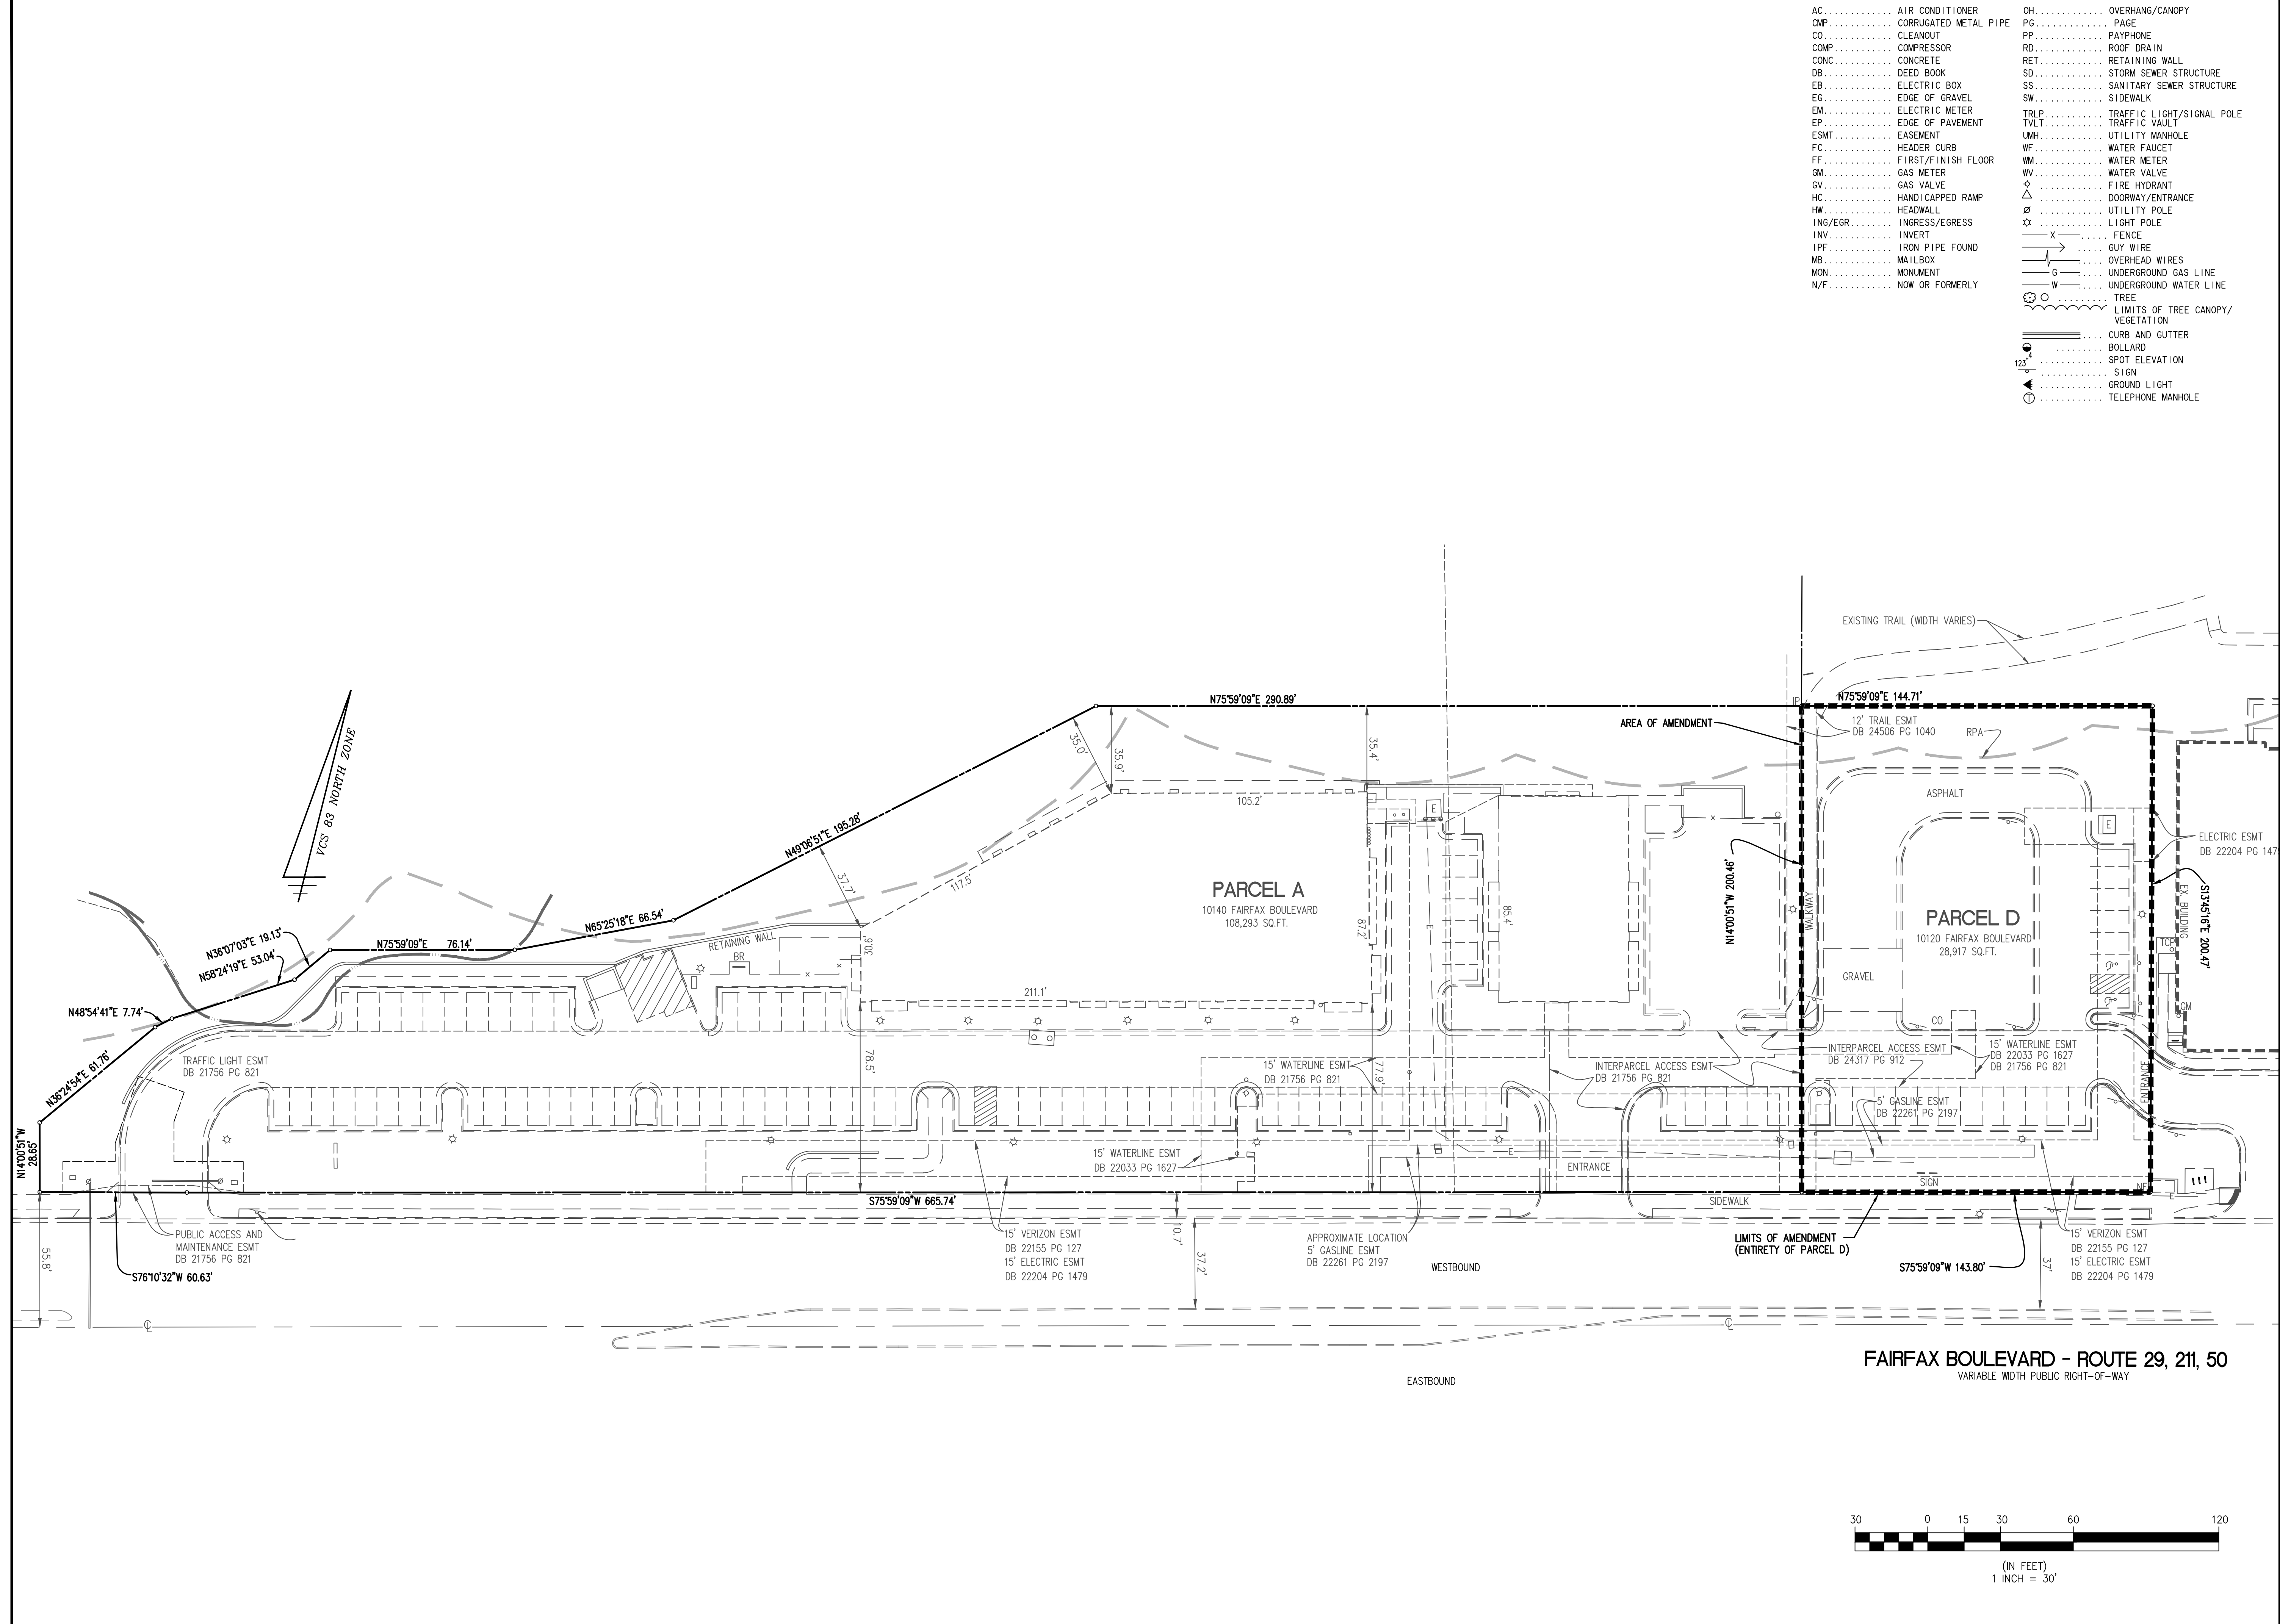 AC............. AIR CONDITIONER
CMP............ CORRUGATED METAL PIPE
CO............. CLEANOUT
COMP........... COMPRESSOR
CONC........... CONCRETE
DB............. DEED BOOK
EB............. ELECTRIC BOX
EG............. EDGE OF GRAVEL
EM............. ELECTRIC METER
EP............. EDGE OF PAVEMENT
ESMT........... EASEMENT
FC............. HEADER CURB
FF............. FIRST/FINISH FLOOR
GM............. GAS METER
GV............. GAS VALVE
HC............. HANDICAPPED RAMP
HW............. HEADWALL
ING/EGR........ INGRESS/EGRESS
INV............ INVERT
IPF............ IRON PIPE FOUND
MB............. MAILBOX
MON............ MONUMENT
N/F............ NOW OR FORMERLY
OH............. OVERHANG/CANOPY
PG............. PAGE
PP............. PAYPHONE
RD............. ROOF DRAIN
RET............ RETAINING WALL
SD............. STORM SEWER STRUCTURE
SS............. SANITARY SEWER STRUCTURE
SW............. SIDEWALK
TRLP........... TRAFFIC LIGHT/SIGNAL POLE
TVLT........... TRAFFIC VAULT
UMH............ UTILITY MANHOLE
WF............. WATER FAUCET
WM............. WATER METER
WV............. WATER VALVE
............ FIRE HYDRANT
............ DOORWAY/ENTRANCE
............ UTILITY POLE
............ LIGHT POLE
X ..... FENCE
..... GUY WIRE
..... OVERHEAD WIRES
G ..... UNDERGROUND GAS LINE
W ..... UNDERGROUND WATER LINE
......... TREE
LIMITS OF TREE CANOPY/
VEGETATION
.... CURB AND GUTTER
......... BOLLARD
123+4 ............ SPOT ELEVATION
............ SIGN
............ GROUND LIGHT
T ............ TELEPHONE MANHOLE
EXISTING TRAIL (WIDTH VARIES)
N75°59'09"E 290.89'
IP
N75°59'09"E 144.71'
AREA OF AMENDMENT
12' TRAIL ESMT
DB 24506 PG 1040
RPA
VCS 83 NORTH ZONE
35.0'
35.9'
35.4'
105.2'
ASPHALT
E
E
ELECTRIC ESMT
DB 22204 PG 1479
N49°06'51"E 195.28'
37.7'
117.5'
PARCEL A
10140 FAIRFAX BOULEVARD
108,293 SQ.FT.
87.2'
85.4'
E
N14°00'51"W 200.46'
WALKWAY
PARCEL D
10120 FAIRFAX BOULEVARD
28,917 SQ.FT.
EX BUILDING
S13°45'16"E 200.47'
N65°25'18"E 66.54'
N75°59'09"E 76.14'
N36°07'03"E 19.13'
N58°24'19"E 53.04'
RETAINING WALL
BR
30.6'
TCP
GRAVEL
211.1'
N48°54'41"E 7.74'
GM
CO
TRAFFIC LIGHT ESMT
DB 21756 PG 821
78.5'
15' WATERLINE ESMT
DB 21756 PG 821
77.9'
INTERPARCEL ACCESS ESMT
DB 21756 PG 821
INTERPARCEL ACCESS ESMT
DB 24317 PG 912
15' WATERLINE ESMT
DB 22033 PG 1627
DB 21756 PG 821
N36°24'54"E 61.76'
5' GASLINE ESMT
DB 22261 PG 2197
ENTRANCE
N14°00'51"W
28.65'
15' WATERLINE ESMT
DB 22033 PG 1627
E
ENTRANCE
SIGN
S75°59'09"W 665.74'
SIDEWALK
PUBLIC ACCESS AND
MAINTENANCE ESMT
DB 21756 PG 821
S76°10'32"W 60.63'
55.8'
15' VERIZON ESMT
DB 22155 PG 127
15' ELECTRIC ESMT
DB 22204 PG 1479
10.7'
37.2'
APPROXIMATE LOCATION
5' GASLINE ESMT
DB 22261 PG 2197
WESTBOUND
LIMITS OF AMENDMENT
(ENTIRETY OF PARCEL D)
S75°59'09"W 143.80'
37'
15' VERIZON ESMT
DB 22155 PG 127
15' ELECTRIC ESMT
DB 22204 PG 1479
FAIRFAX BOULEVARD - ROUTE 29, 211, 50
VARIABLE WIDTH PUBLIC RIGHT-OF-WAY
EASTBOUND
30 0 15 30 60 120
(IN FEET)
1 INCH = 30'